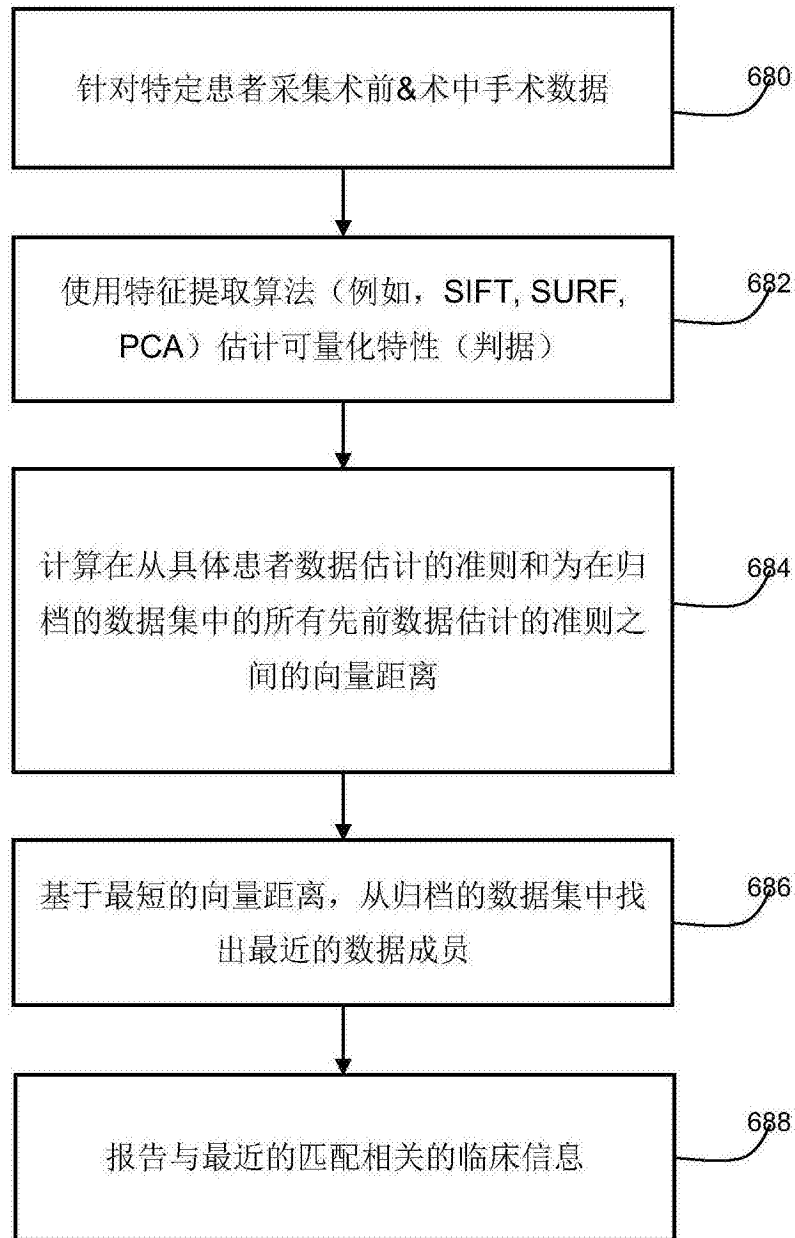 针对特定患者采集术前&术中手术数据
680
使用特征提取算法（例如，SIFT, SURF,
PCA）估计可量化特性（判据）
682
计算在从具体患者数据估计的准则和为在归
档的数据集中的所有先前数据估计的准则之
间的向量距离
684
基于最短的向量距离，从归档的数据集中找
出最近的数据成员
686
报告与最近的匹配相关的临床信息
688